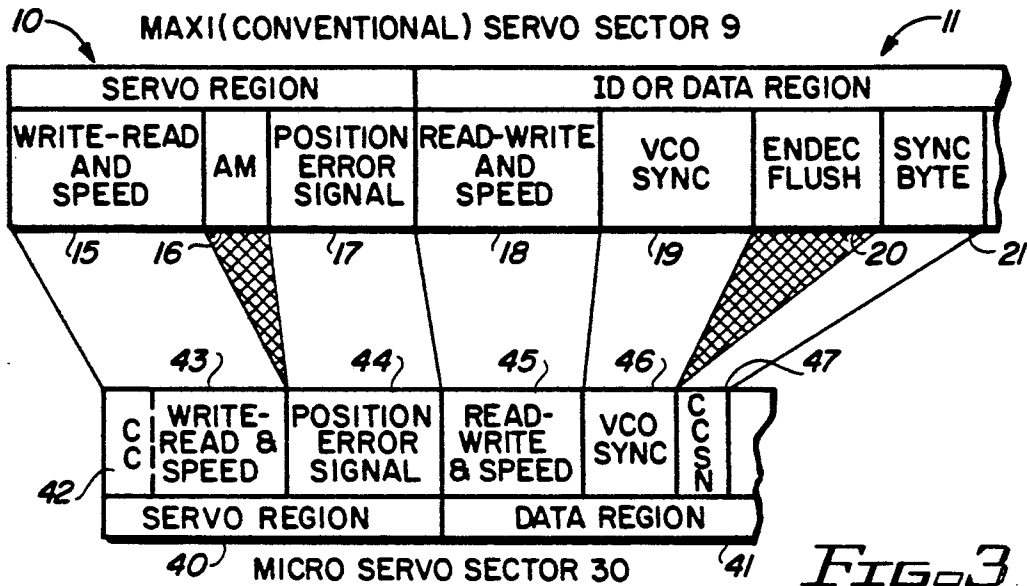 10 MAXI(CONVENTIONAL) SERVO SECTOR 9 11
SERVO REGION ID OR DATA REGION
WRITE-READ AND SPEED
AM
POSITION ERROR SIGNAL
READ-WRITE AND SPEED
VCO SYNC
ENDEC FLUSH
SYNC BYTE
15 16 17 18 19 20 21
43 44 45 46 47
CC
WRITE-READ & SPEED
POSITION ERROR SIGNAL
READ-WRITE & SPEED
VCO SYNC
CCSN
42
SERVO REGION DATA REGION
40 MICRO SERVO SECTOR 30 41
FIG-3